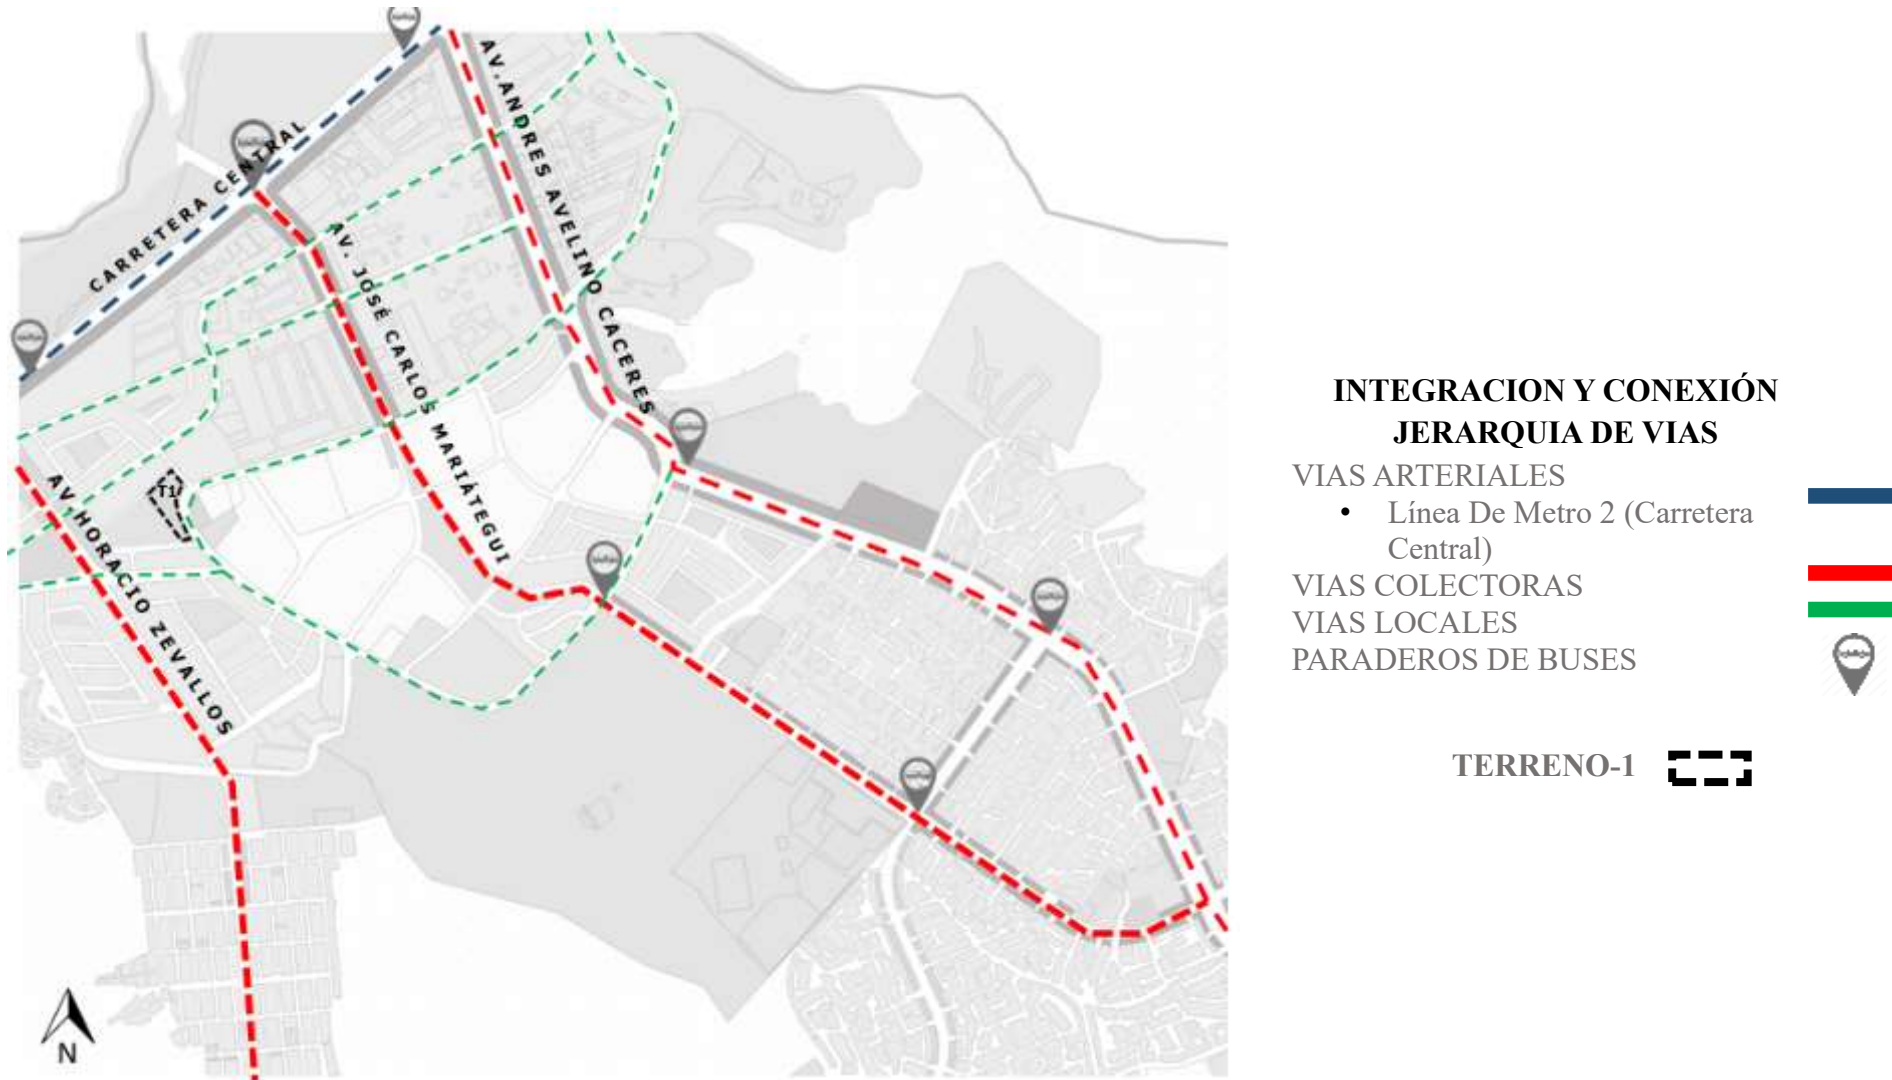 AV.ANDRES AVELINO CACERES
CARRETERA CENTRAL
AV. JOSÉ CARLOS MARIÁTEGUI
T1
AV. HORACIO ZEVALLOS
N
INTEGRACION Y CONEXIÓN
JERARQUIA DE VIAS
VIAS ARTERIALES
• Línea De Metro 2 (Carretera
Central)
VIAS COLECTORAS
VIAS LOCALES
PARADEROS DE BUSES
TERRENO-1